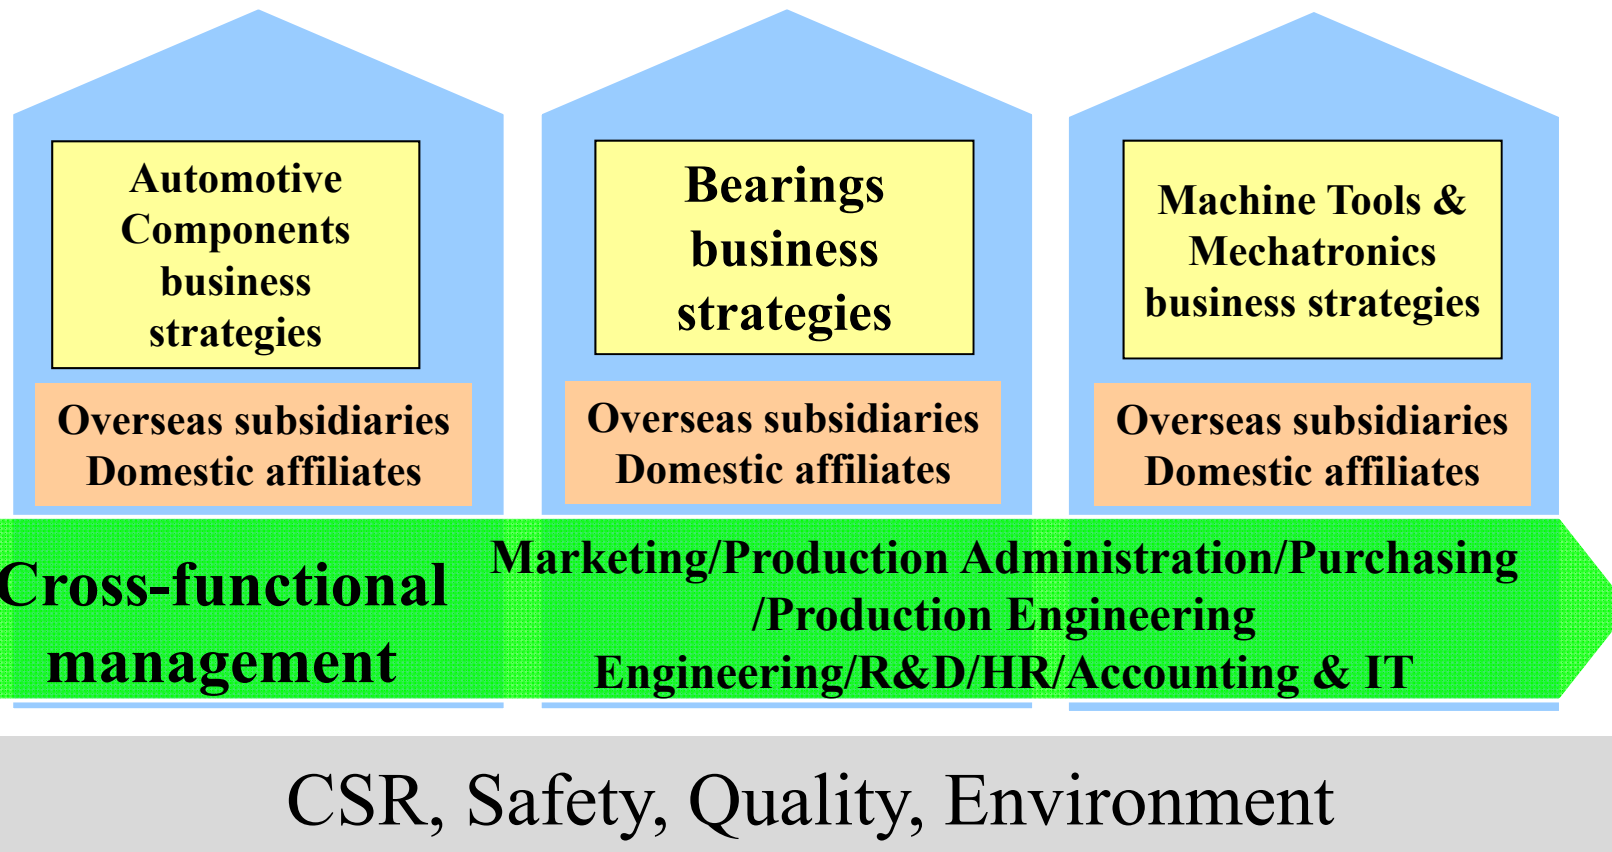 Automotive
Components
business
strategies
Bearings
business
strategies
Machine Tools &
Mechatronics
business strategies
Overseas subsidiaries
Domestic affiliates
Overseas subsidiaries
Domestic affiliates
Overseas subsidiaries
Domestic affiliates
Cross-functional
management
Marketing/Production Administration/Purchasing
/Production Engineering
Engineering/R&D/HR/Accounting & IT
CSR, Safety, Quality, Environment